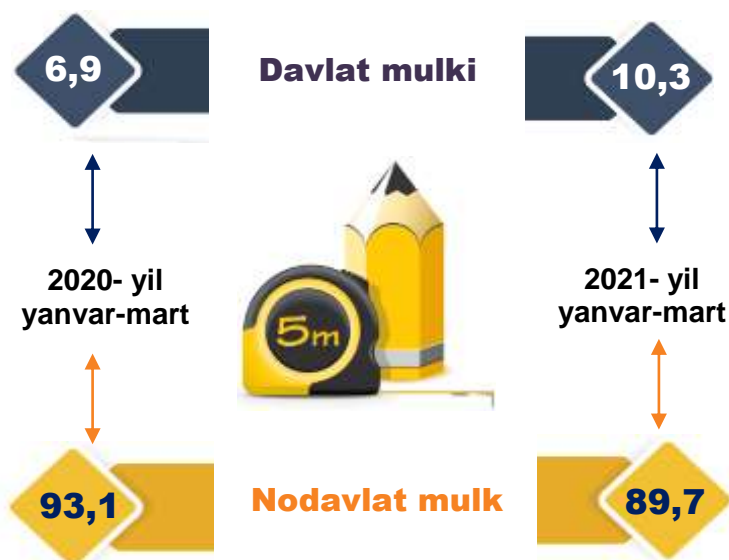 6,9
Davlat mulki
10,3
2020- yil
yanvar-mart
2021- yil
yanvar-mart
5m
93,1
Nodavlat mulk
89,7